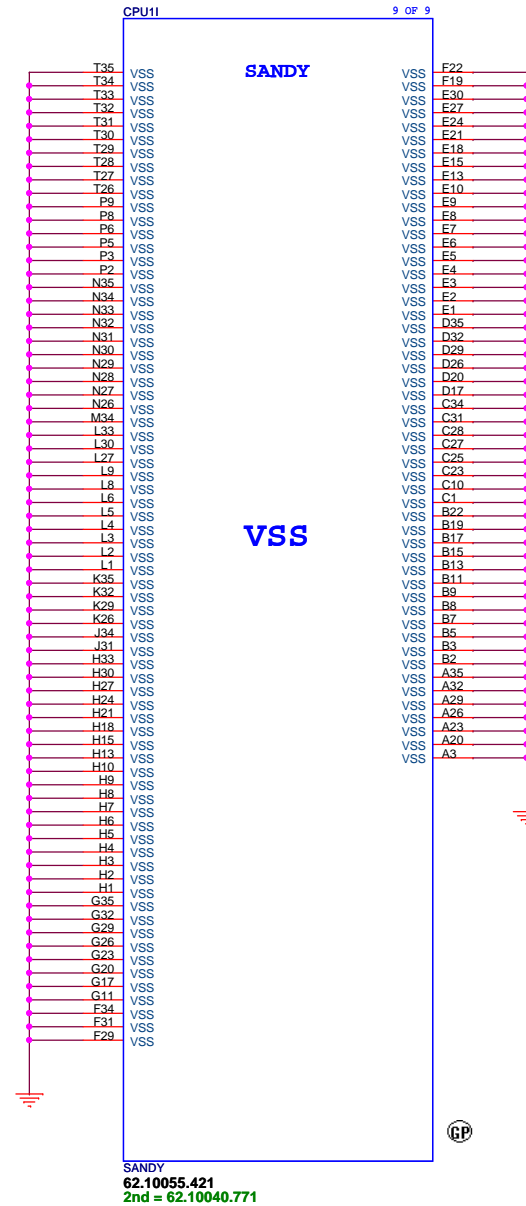 CPU1I 9 OF 9
T35 VSS SANDY VSS F22
T34 VSS VSS F19
T33 VSS VSS E30
T32 VSS VSS E27
T31 VSS VSS E24
T30 VSS VSS E21
T29 VSS VSS E18
T28 VSS VSS E15
T27 VSS VSS E13
T26 VSS VSS E10
P9 VSS VSS E9
P8 VSS VSS E8
P6 VSS VSS E7
P5 VSS VSS E6
P3 VSS VSS E5
P2 VSS VSS E4
N35 VSS VSS E3
N34 VSS VSS E2
N33 VSS VSS E1
N32 VSS VSS D35
N31 VSS VSS D32
N30 VSS VSS D29
N29 VSS VSS D26
N28 VSS VSS D20
N27 VSS VSS D17
N26 VSS VSS C34
M34 VSS VSS C31
L33 VSS VSS C28
L30 VSS VSS C27
L27 VSS VSS C25
L9 VSS VSS C23
L8 VSS VSS C10
L6 VSS VSS C1
L5 VSS VSS B22
L4 VSS VSS VSS B19
L3 VSS VSS B17
L2 VSS VSS B15
L1 VSS VSS B13
K35 VSS VSS B11
K32 VSS VSS B9
K29 VSS VSS B8
K26 VSS VSS B7
J34 VSS VSS B5
J31 VSS VSS B3
H33 VSS VSS B2
H30 VSS VSS A35
H27 VSS VSS A32
H24 VSS VSS A29
H21 VSS VSS A26
H18 VSS VSS A23
H15 VSS VSS A20
H13 VSS VSS A3
H10 VSS
H9 VSS
H8 VSS
H7 VSS
H6 VSS
H5 VSS
H4 VSS
H3 VSS
H2 VSS
H1 VSS
G35 VSS
G32 VSS
G29 VSS
G26 VSS
G23 VSS
G20 VSS
G17 VSS
G11 VSS
F34 VSS
F31 VSS
F29 VSS
GP
SANDY
62.10055.421
2nd = 62.10040.771